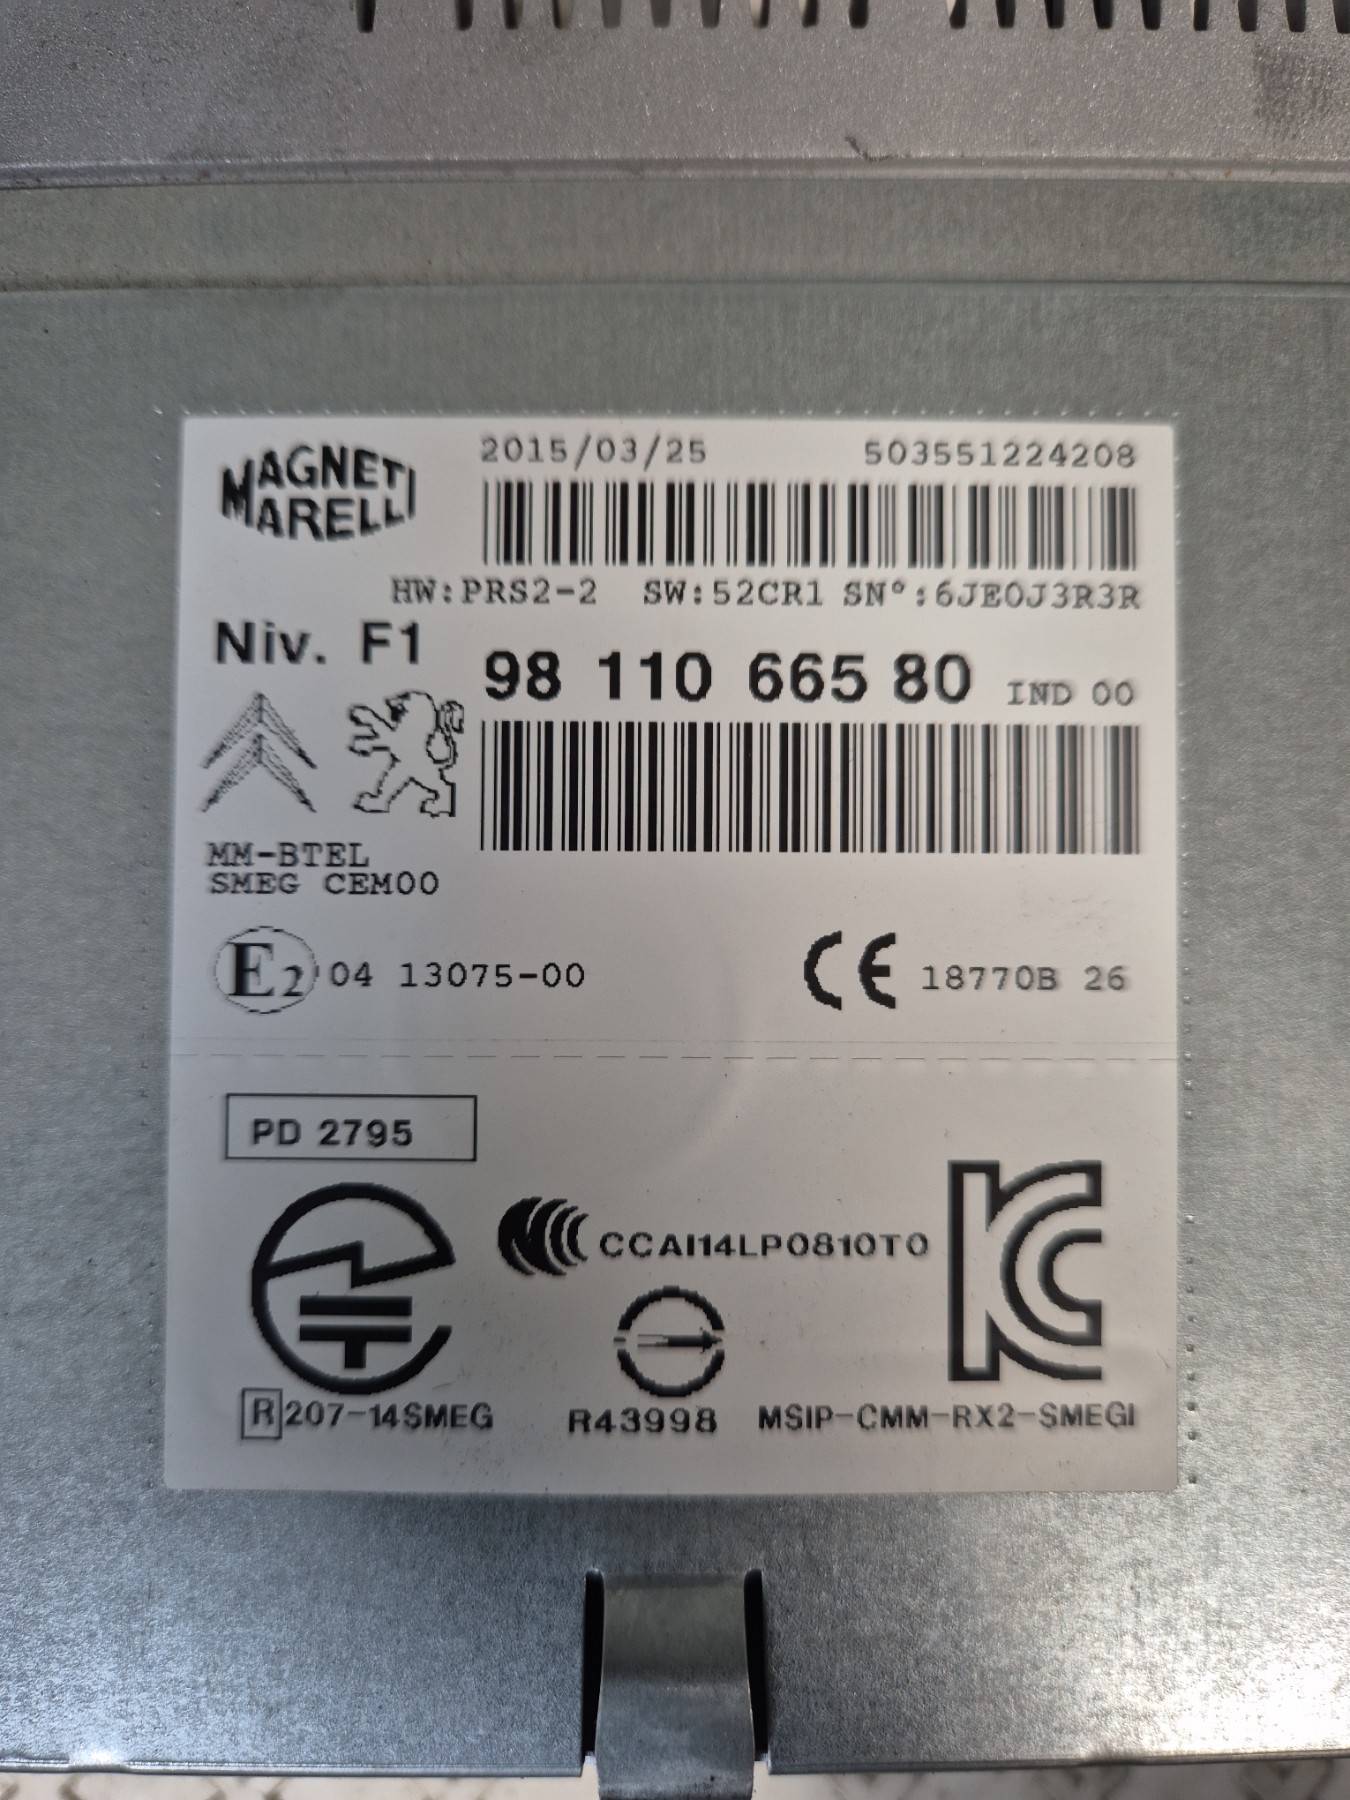 MAGNETI
MARELLI
2015/03/25 503551224208
HW:PRS2-2 SW:52CR1 SN°:6JE0J3R3R
Niv. F1
98 110 665 80 IND 00
MM-BTEL
SMEG CEM00
E2 04 13075-00
CE 18770B 26
PD 2795
CCAI14LP0810T0
R 207-14SMEG
R43998
MSIP-CMM-RX2-SMEGI